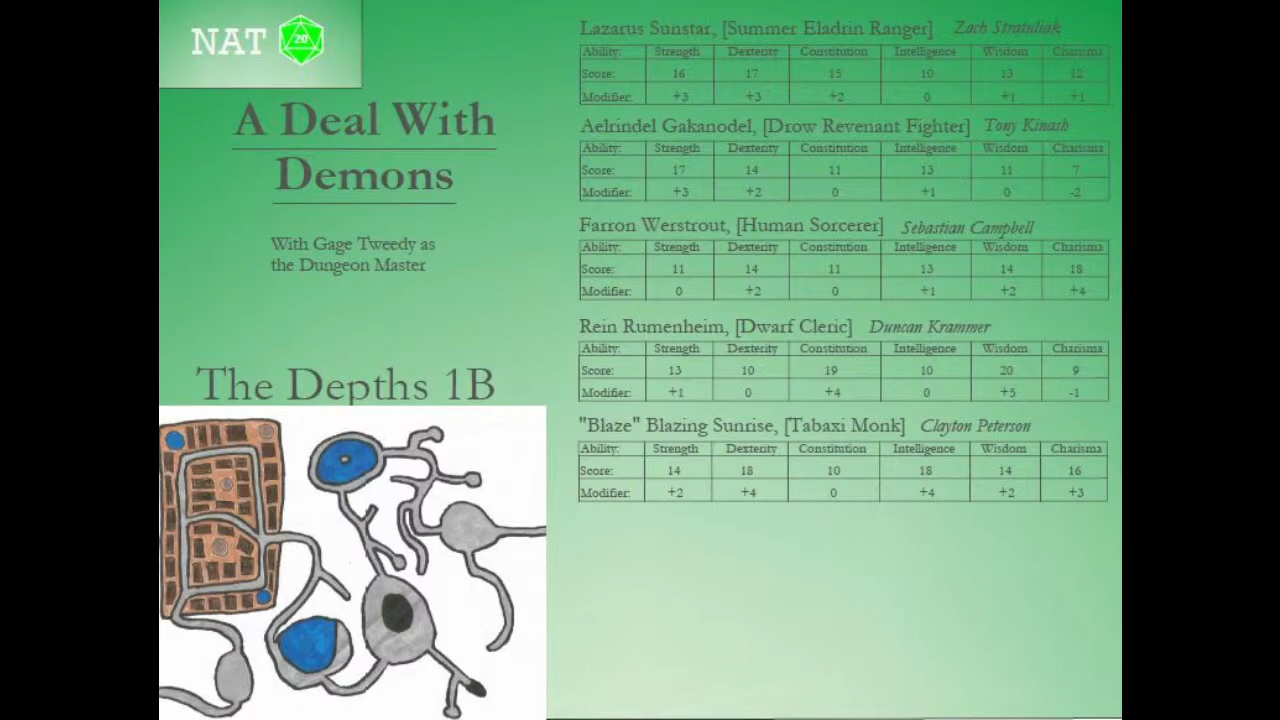 NAT 20
A Deal With
Demons
With Gage Tweedy as
the Dungeon Master
The Depths 1B
Lazarus Sunstar, [Summer Eladrin Ranger] Zach Stratuliak
Ability: Strength Dexterity Constitution Intelligence Wisdom Charisma
Score: 16 17 15 10 13 12
Modifier: +3 +3 +2 0 +1 +1
Aelrindel Gakanodel, [Drow Revenant Fighter] Tony Kinash
Ability: Strength Dexterity Constitution Intelligence Wisdom Charisma
Score: 17 14 11 13 11 7
Modifier: +3 +2 0 +1 0 -2
Farron Werstrout, [Human Sorcerer] Sebastian Campbell
Ability: Strength Dexterity Constitution Intelligence Wisdom Charisma
Score: 11 14 11 13 14 18
Modifier: 0 +2 0 +1 +2 +4
Rein Rumenheim, [Dwarf Cleric] Duncan Krammer
Ability: Strength Dexterity Constitution Intelligence Wisdom Charisma
Score: 13 10 19 10 20 9
Modifier: +1 0 +4 0 +5 -1
"Blaze" Blazing Sunrise, [Tabaxi Monk] Clayton Peterson
Ability: Strength Dexterity Constitution Intelligence Wisdom Charisma
Score: 14 18 10 18 14 16
Modifier: +2 +4 0 +4 +2 +3